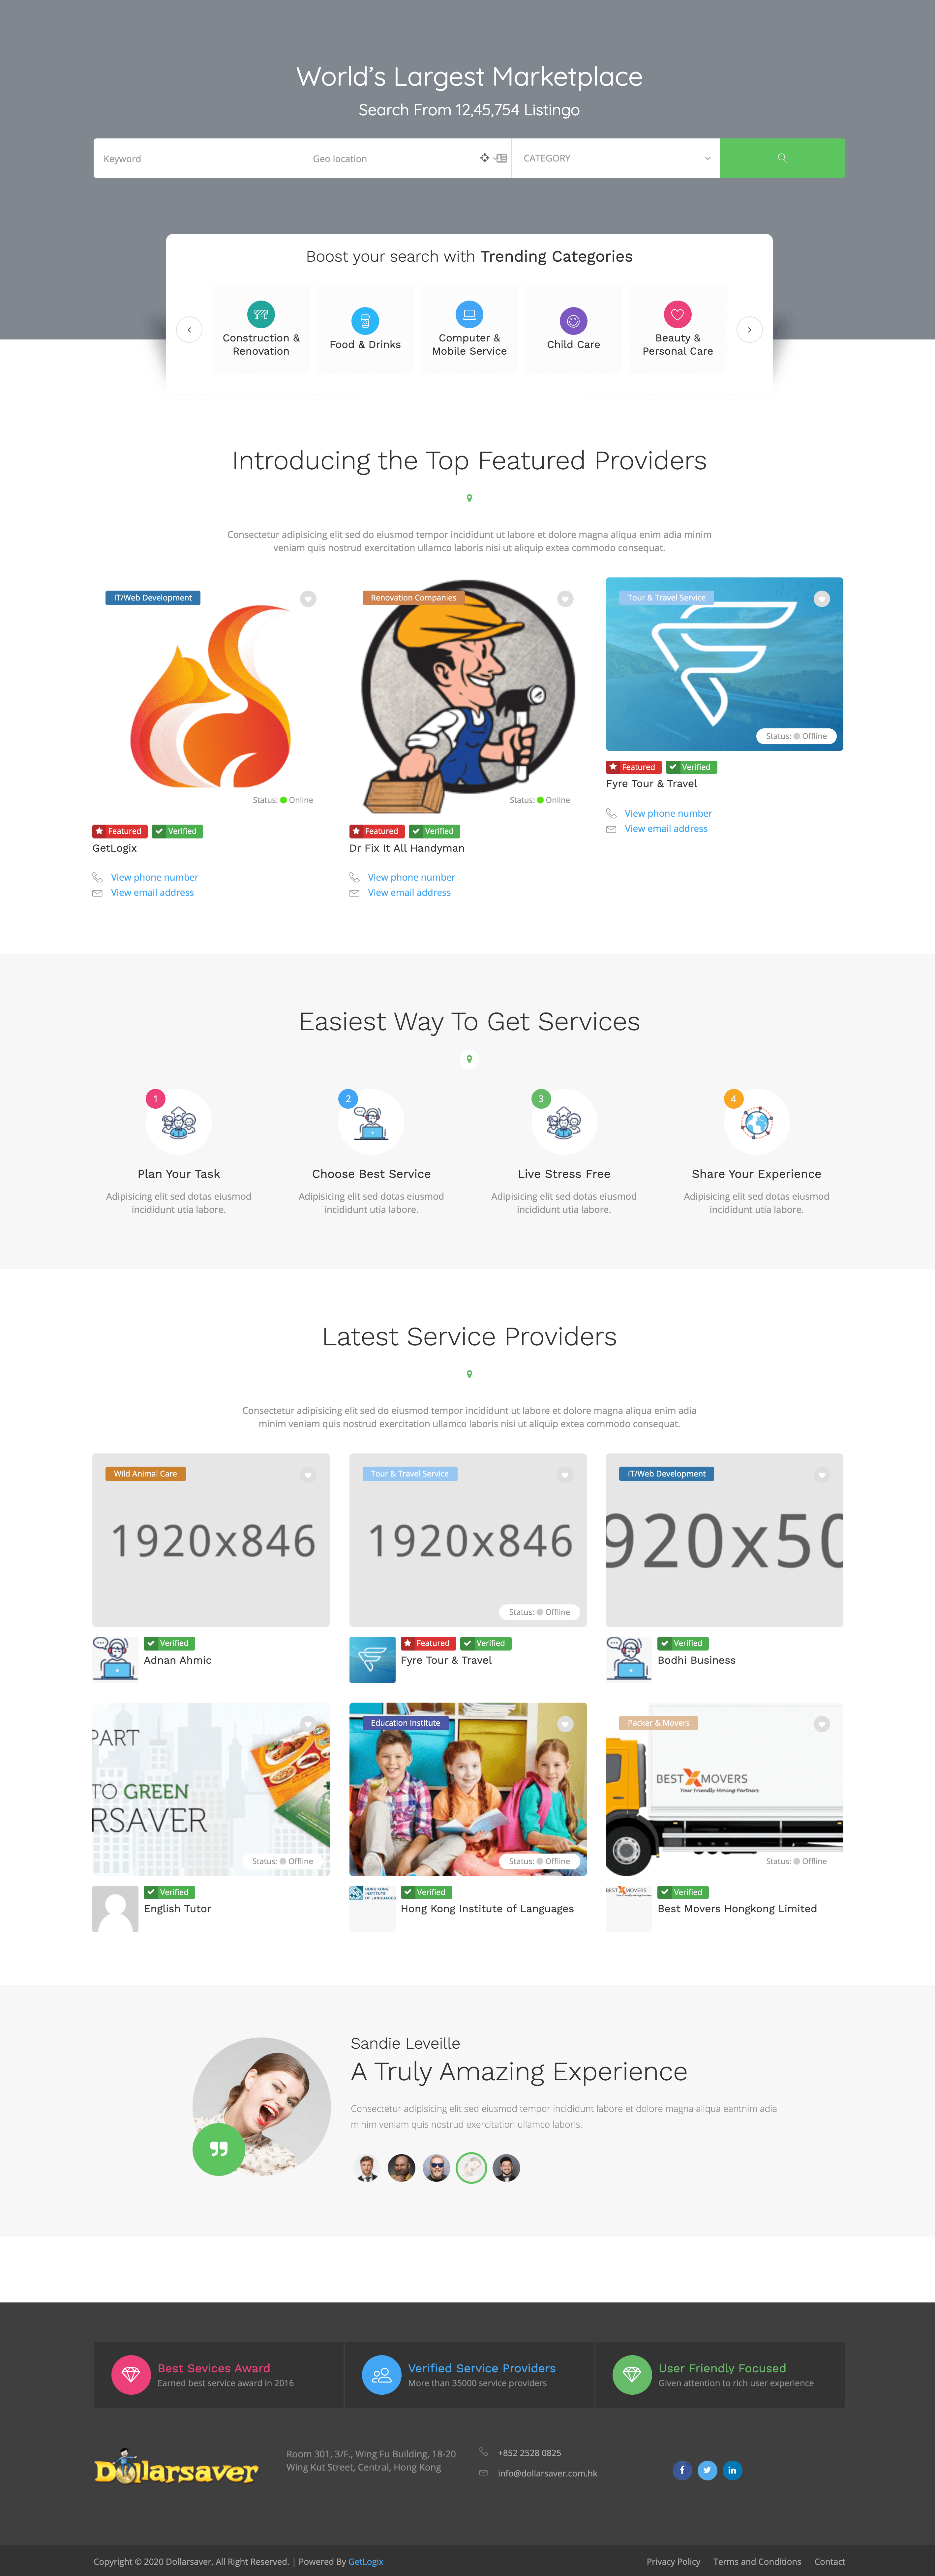 World's Largest Marketplace
Search From 12,45,754 Listingo
Keyword
Geo location
CATEGORY
Boost your search with Trending Categories
Construction &
Renovation
Food & Drinks
Computer &
Mobile Service
Child Care
Beauty &
Personal Care
Introducing the Top Featured Providers
Consectetur adipisicing elit sed do eiusmod tempor incididunt ut labore et dolore magna aliqua enim adia minim
veniam quis nostrud exercitation ullamco laboris nisi ut aliquip extea commodo consequat.
IT/Web Development
Status: Online
Featured Verified
GetLogix
View phone number
View email address
Renovation Companies
Status: Online
Featured Verified
Dr Fix It All Handyman
View phone number
View email address
Tour & Travel Service
Status: Offline
Featured Verified
Fyre Tour & Travel
View phone number
View email address
Easiest Way To Get Services
1
Plan Your Task
Adipisicing elit sed dotas eiusmod
incididunt utia labore.
2
Choose Best Service
Adipisicing elit sed dotas eiusmod
incididunt utia labore.
3
Live Stress Free
Adipisicing elit sed dotas eiusmod
incididunt utia labore.
4
Share Your Experience
Adipisicing elit sed dotas eiusmod
incididunt utia labore.
Latest Service Providers
Consectetur adipisicing elit sed do eiusmod tempor incididunt ut labore et dolore magna aliqua enim adia
minim veniam quis nostrud exercitation ullamco laboris nisi ut aliquip extea commodo consequat.
Wild Animal Care
1920x846
Verified
Adnan Ahmic
Tour & Travel Service
1920x846
Status: Offline
Featured Verified
Fyre Tour & Travel
IT/Web Development
920x50
Verified
Bodhi Business
PART
TO GREEN
RSAVER
Status: Offline
Verified
English Tutor
Education Institute
Status: Offline
HONG KONG
INSTITUTE
OF LANGUAGES
Verified
Hong Kong Institute of Languages
Packer & Movers
BEST X MOVERS
Your Friendly Moving Partners
Status: Offline
BEST X MOVERS
Verified
Best Movers Hongkong Limited
Sandie Leveille
A Truly Amazing Experience
Consectetur adipisicing elit sed eiusmod tempor incididunt labore et dolore magna aliqua eantnim adia
minim veniam quis nostrud exercitation ullamco laboris.
Best Sevices Award
Earned best service award in 2016
Verified Service Providers
More than 35000 service providers
User Friendly Focused
Given attention to rich user experience
Dollarsaver
Room 301, 3/F., Wing Fu Building, 18-20
Wing Kut Street, Central, Hong Kong
+852 2528 0825
info@dollarsaver.com.hk
Copyright © 2020 Dollarsaver, All Right Reserved. | Powered By GetLogix
Privacy Policy Terms and Conditions Contact